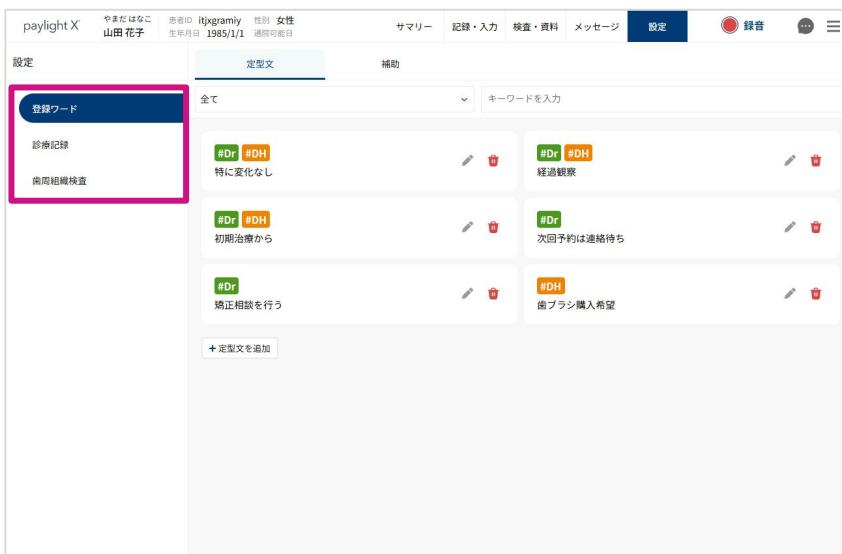 paylight X
やまだ はなこ
山田 花子
患者ID itjxgramiy 性別 女性
生年月日 1985/1/1 通院可能日
サマリー 記録・入力 検査・資料 メッセージ 設定 録音
設定
定型文 補助
登録ワード
診療記録
歯周組織検査
全て
キーワードを入力
#Dr #DH
特に変化なし
#Dr #DH
経過観察
#Dr #DH
初期治療から
#Dr
次回予約は連絡待ち
#Dr
矯正相談を行う
#DH
歯ブラシ購入希望
+ 定型文を追加